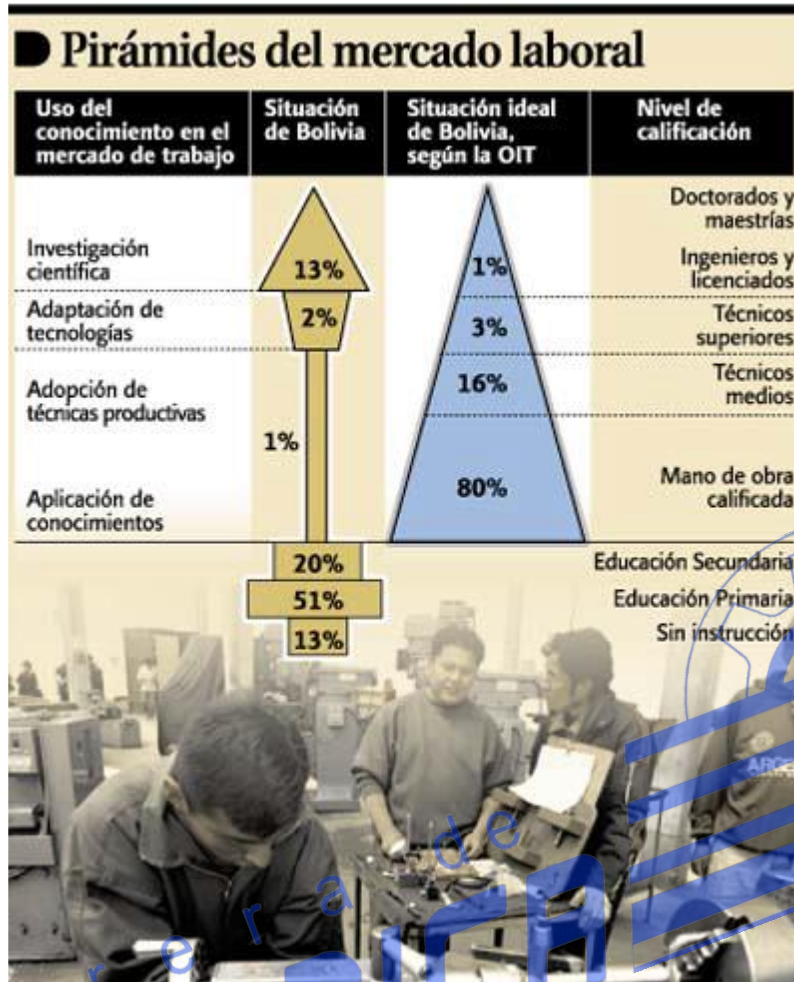 Pirámides del mercado laboral
Uso del
conocimiento en el
mercado de trabajo
Situación
de Bolivia
Situación ideal
de Bolivia,
según la OIT
Nivel de
calificación
Investigación
científica
Adaptación de
tecnologías
Adopción de
técnicas productivas
Aplicación de
conocimientos
13%
2%
1%
20%
51%
13%
1%
3%
16%
80%
Doctorados y
maestrías
Ingenieros y
licenciados
Técnicos
superiores
Técnicos
medios
Mano de obra
calificada
Educación Secundaria
Educación Primaria
Sin instrucción